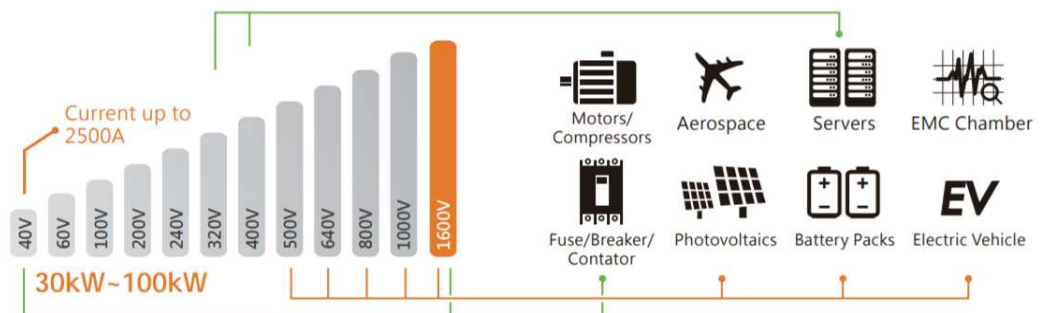 Current up to
2500A
40V
60V
100V
200V
240V
320V
400V
500V
640V
800V
1000V
1600V
30kW~100kW
Motors/
Compressors
Aerospace
Servers
EMC Chamber
Fuse/Breaker/
Contator
Photovoltaics
Battery Packs
EV
Electric Vehicle